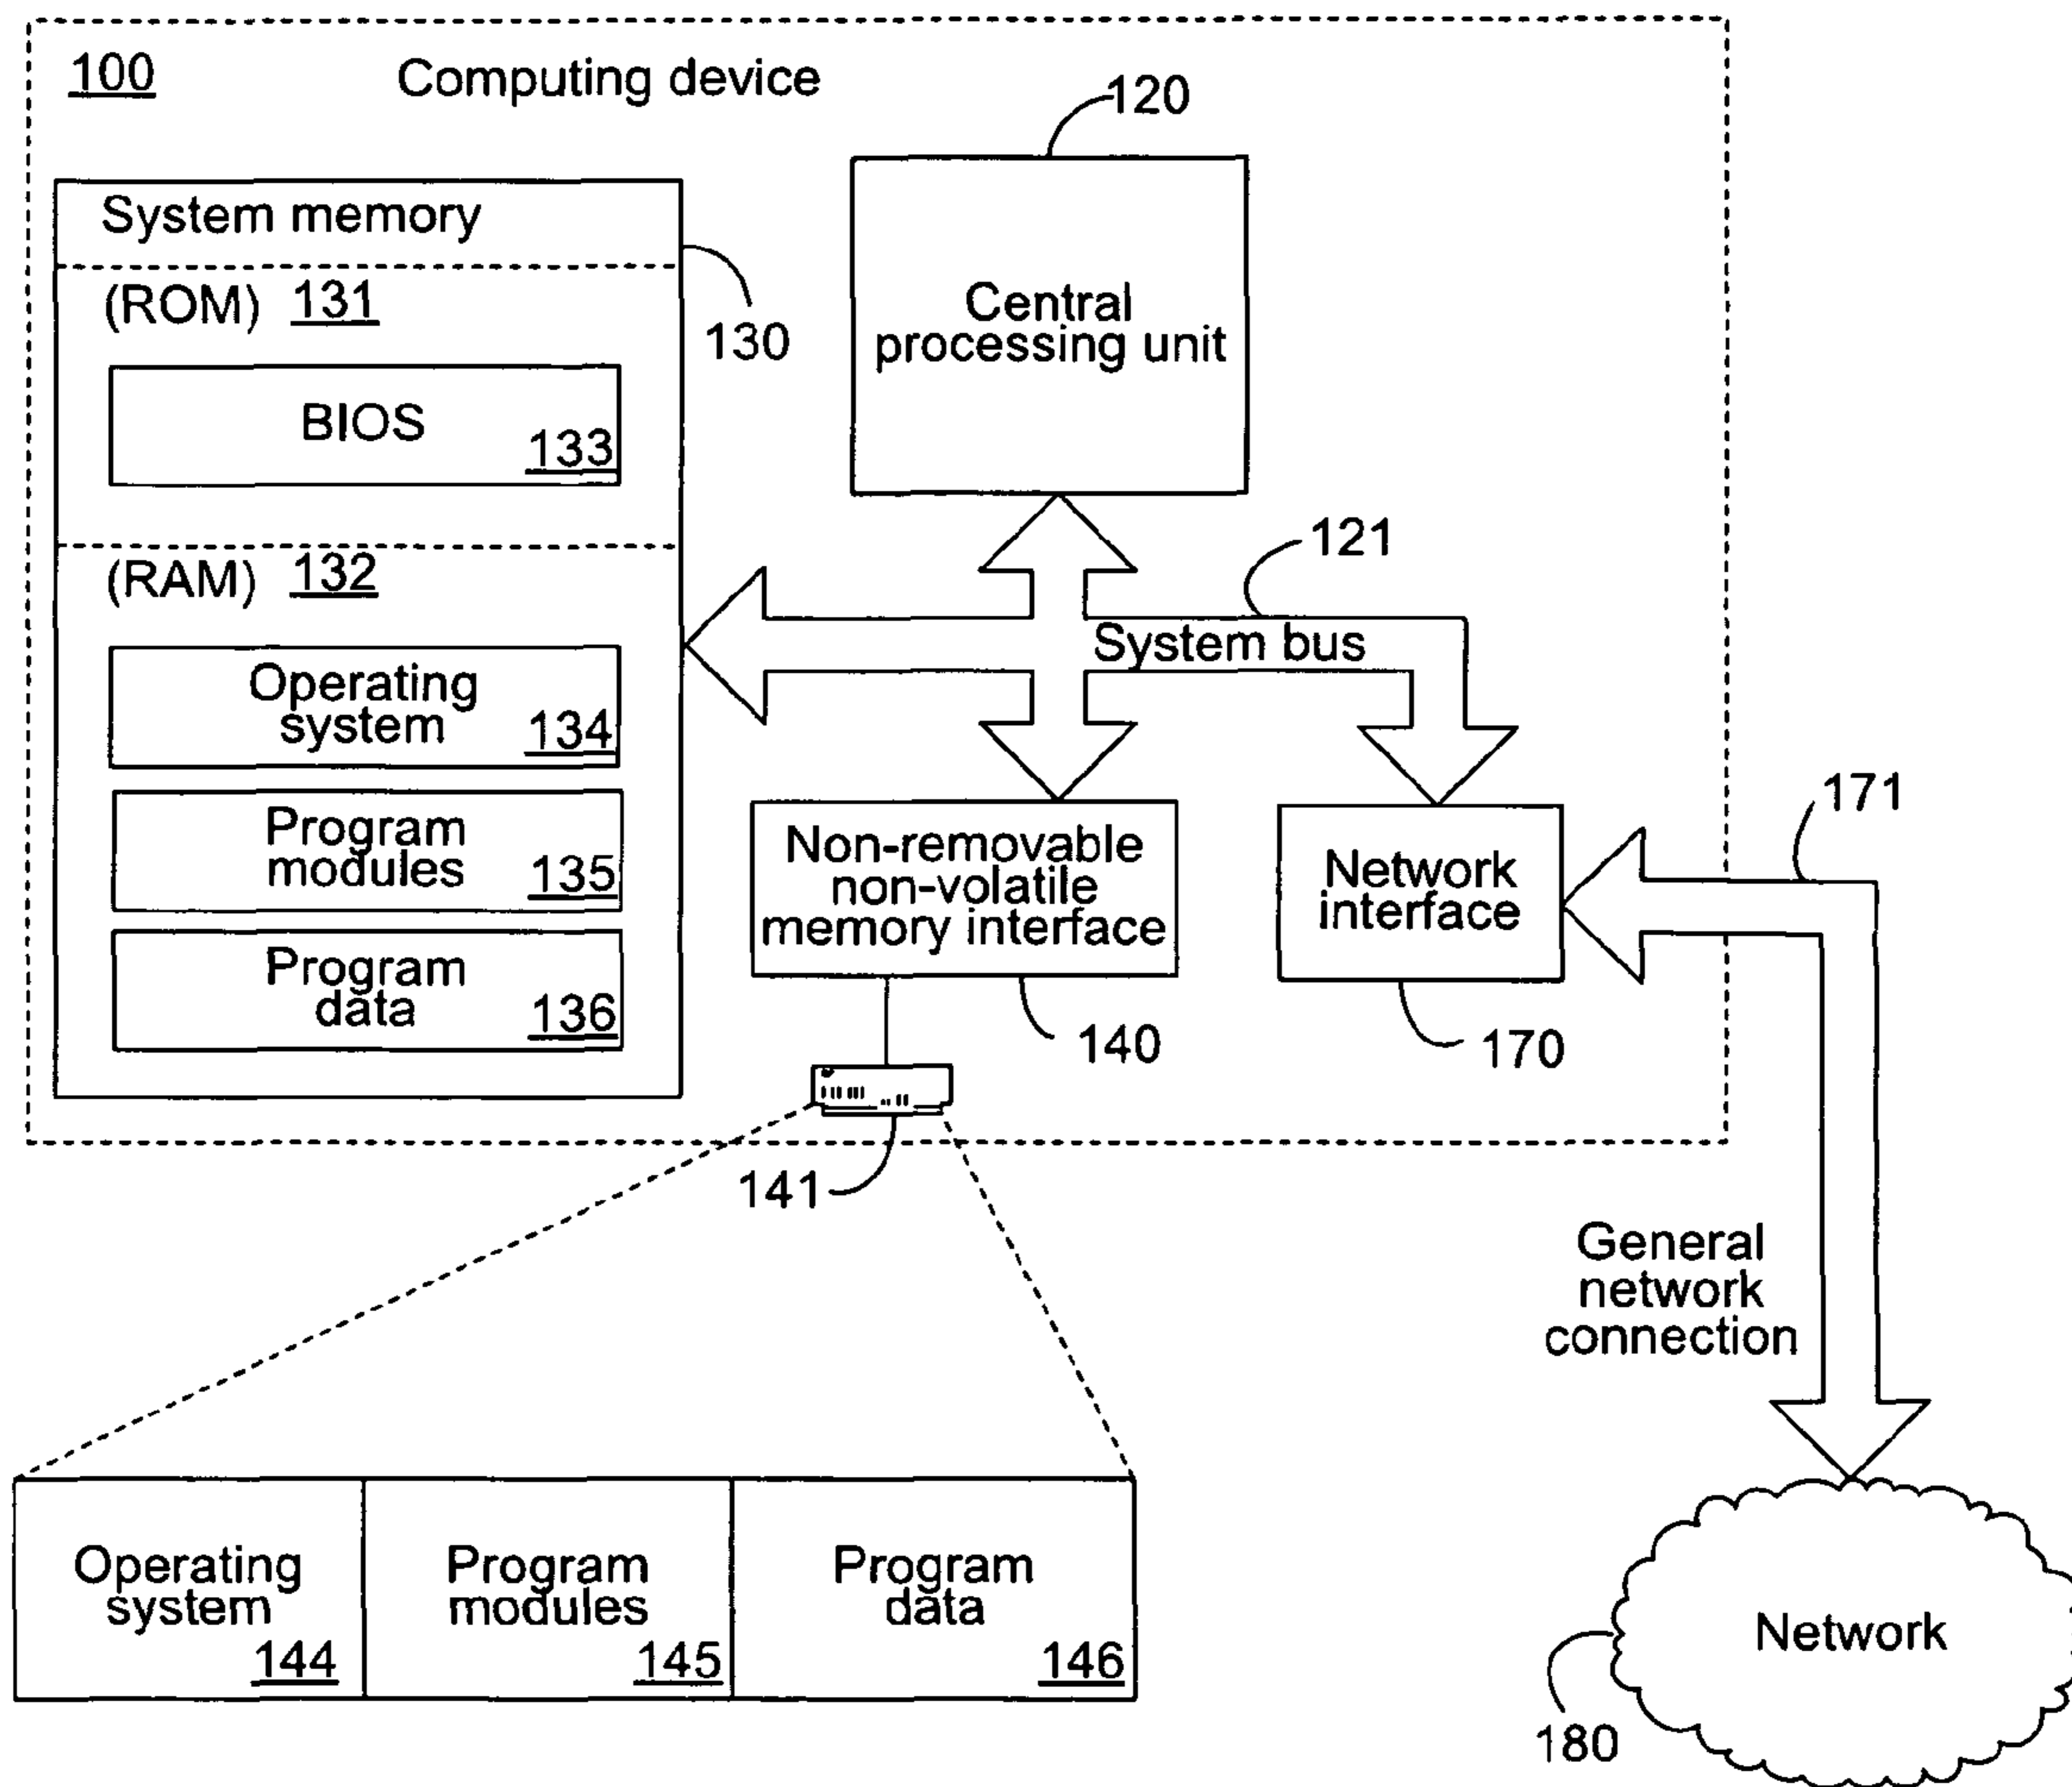 100
Computing device
120
System memory
(ROM) 131
130
BIOS
133
Central
processing unit
121
(RAM) 132
System bus
Operating
system
134
Program
modules
135
Program
data
136
Non-removable
non-volatile
memory interface
140
Network
interface
170
171
141
General
network
connection
Operating
system
144
Program
modules
145
Program
data
146
Network
180